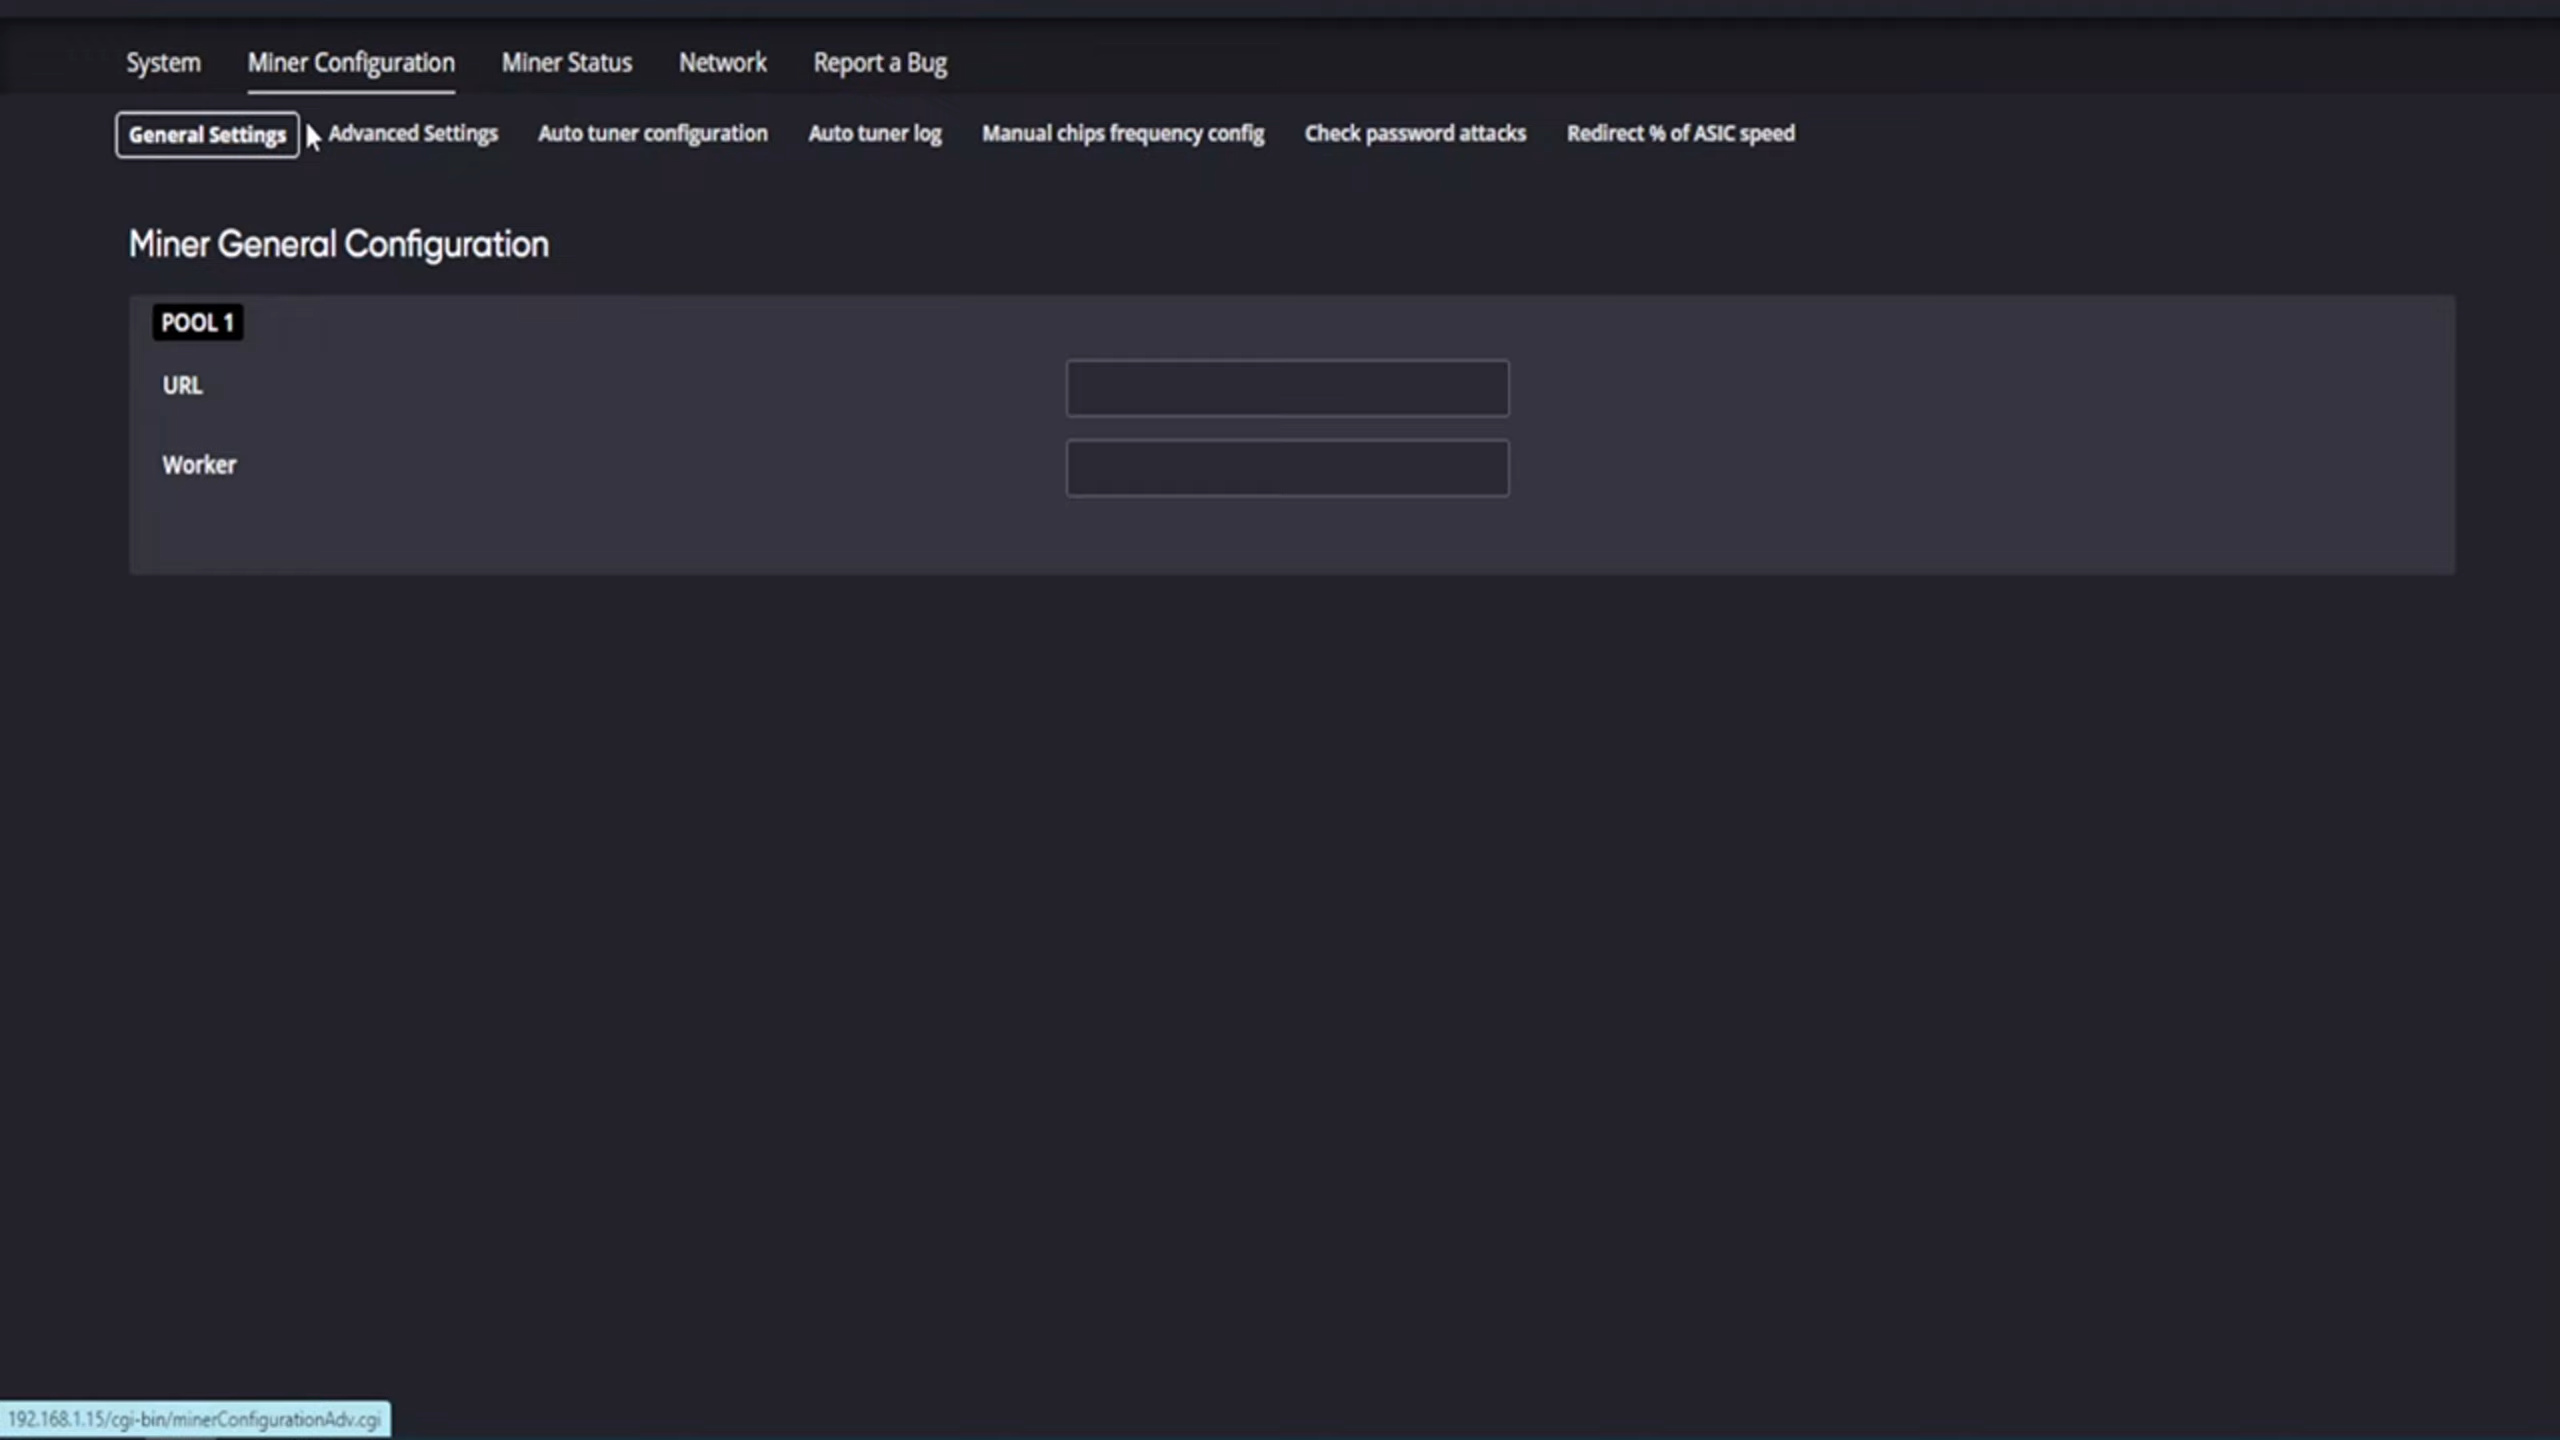 System Miner Configuration Miner Status Network Report a Bug
General Settings Advanced Settings Auto tuner configuration Auto tuner log Manual chips frequency config Check password attacks Redirect % of ASIC speed
Miner General Configuration
POOL 1
URL
Worker
192.168.1.15/cgi-bin/minerConfigurationAdv.cgi